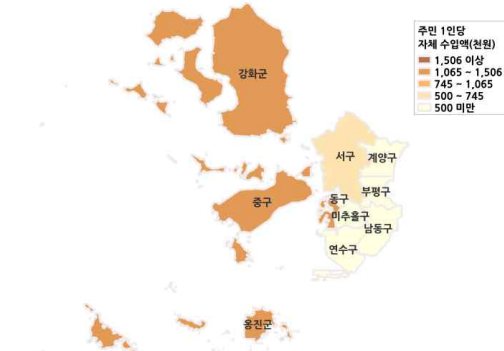 주민 1인당
자체 수입액(천원)
1,506 이상
1,065 ~ 1,506
745 ~ 1,065
500 ~ 745
500 미만
강화군
서구
계양구
부평구
중구
동구
미추홀구
남동구
연수구
옹진군